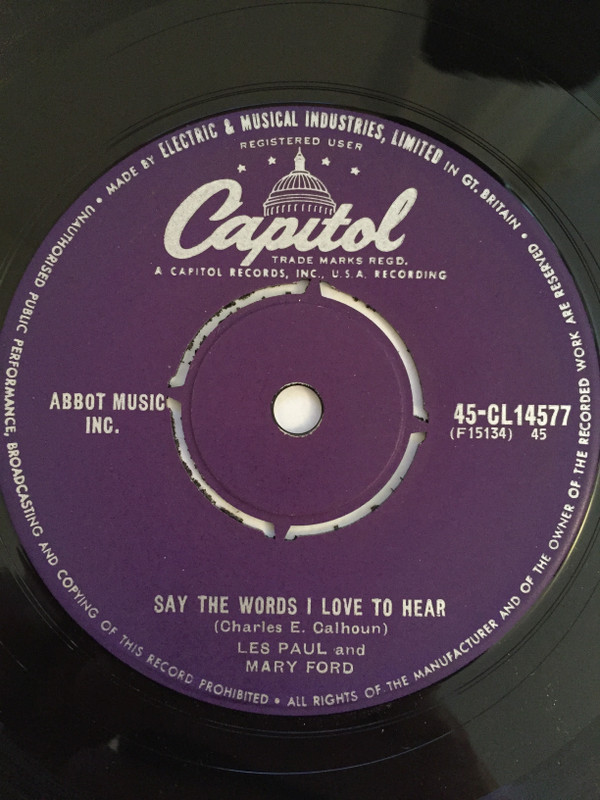 MADE BY ELECTRIC & MUSICAL INDUSTRIES, LIMITED IN GT. BRITAIN •
REGISTERED USER
Capitol
TRADE MARKS REGD.
A CAPITOL RECORDS, INC., U.S.A. RECORDING
ABBOT MUSIC
INC.
45-CL14577
(F15134) 45
SAY THE WORDS I LOVE TO HEAR
(Charles E. Calhoun)
LES PAUL and
MARY FORD
UNAUTHORISED PUBLIC PERFORMANCE, BROADCASTING AND COPYING OF THIS RECORD PROHIBITED • ALL RIGHTS OF THE MANUFACTURER AND OF THE OWNER OF THE RECORDED WORK ARE RESERVED •